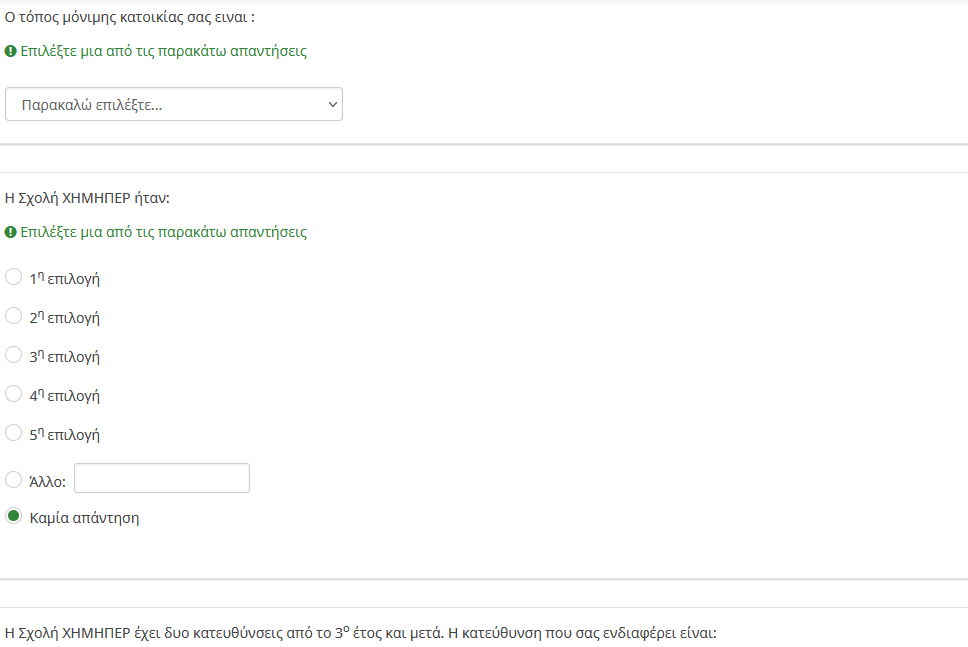 Ο τόπος μόνιμης κατοικίας σας ειναι :
Επιλέξτε μια από τις παρακάτω απαντήσεις
Παρακαλώ επιλέξτε...
Η Σχολή ΧΗΜΗΠΕΡ ήταν:
Επιλέξτε μια από τις παρακάτω απαντήσεις
1η επιλογή
2η επιλογή
3η επιλογή
4η επιλογή
5η επιλογή
Άλλο:
Καμία απάντηση
Η Σχολή ΧΗΜΗΠΕΡ έχει δυο κατευθύνσεις από το 3ο έτος και μετά. Η κατεύθυνση που σας ενδιαφέρει είναι: